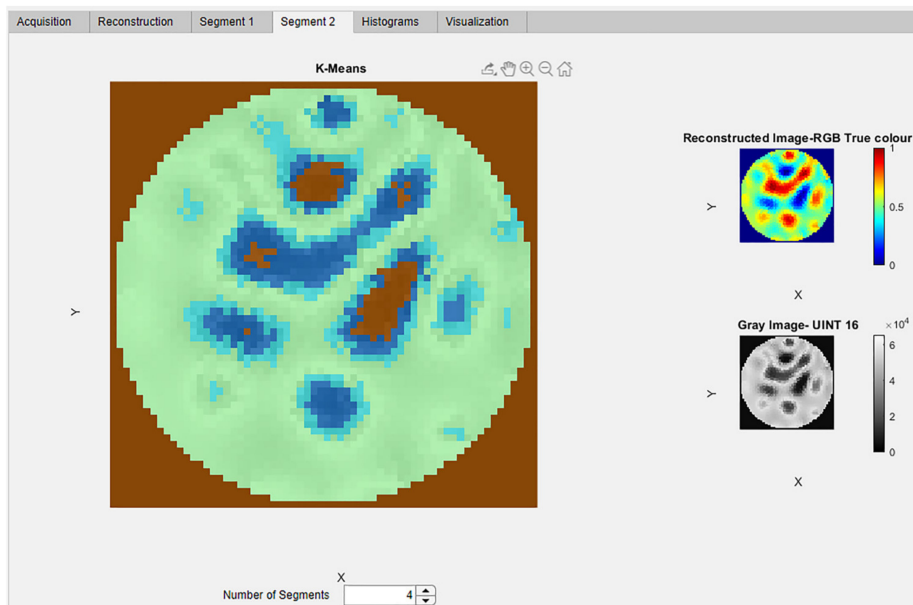 Acquisition Reconstruction Segment 1 Segment 2 Histograms Visualization
K-Means
Y
X
Number of Segments 4
Reconstructed Image-RGB True colour
Y
X
1
0.5
0
Gray Image- UINT 16
Y
X
×10⁴
6
4
2
0